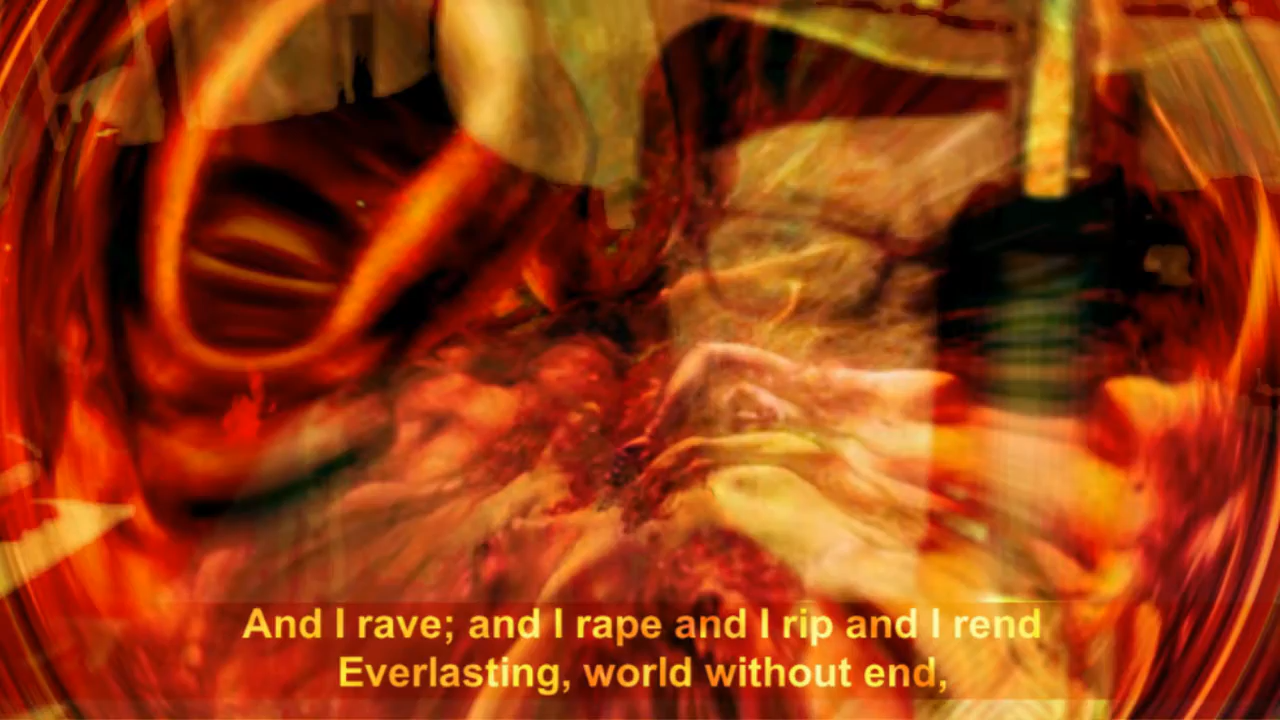 And I rave; and I rape and I rip and I rend
Everlasting, world without end,